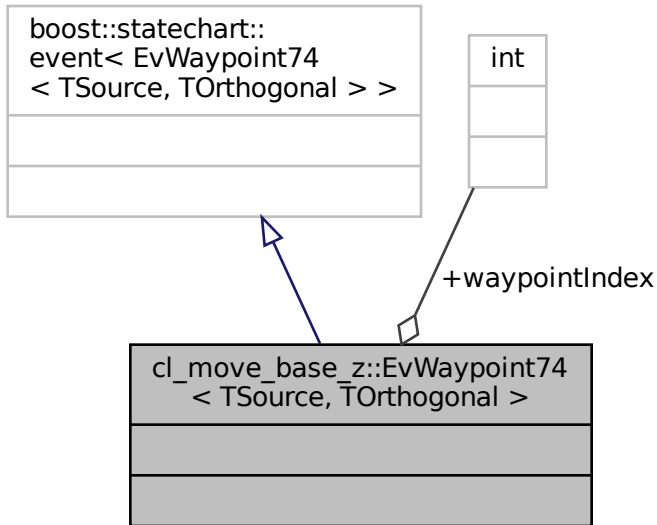 boost::statechart::
event< EvWaypoint74
< TSource, TOrthogonal > >
int
+waypointIndex
cl_move_base_z::EvWaypoint74
< TSource, TOrthogonal >